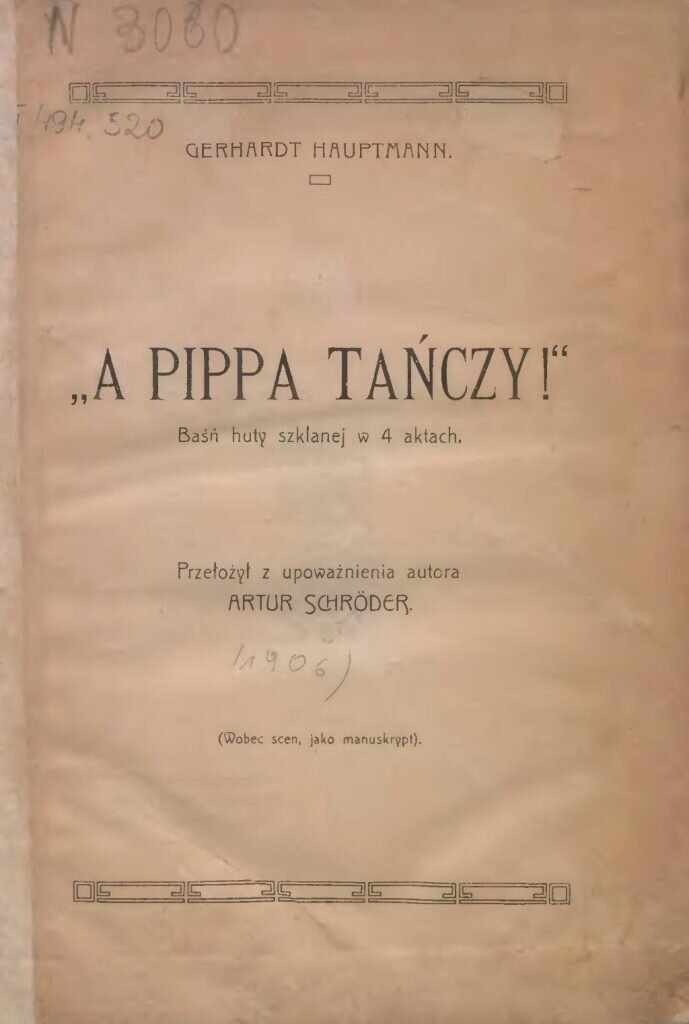 N 3080
I 494.520
GERHARDT HAUPTMANN.
„A PIPPA TAŃCZY!“
Baśń huty szklanej w 4 aktach.
Przełożył z upoważnienia autora
ARTUR SCHRÖDER.
(1906)
(Wobec scen, jako manuskrypt).